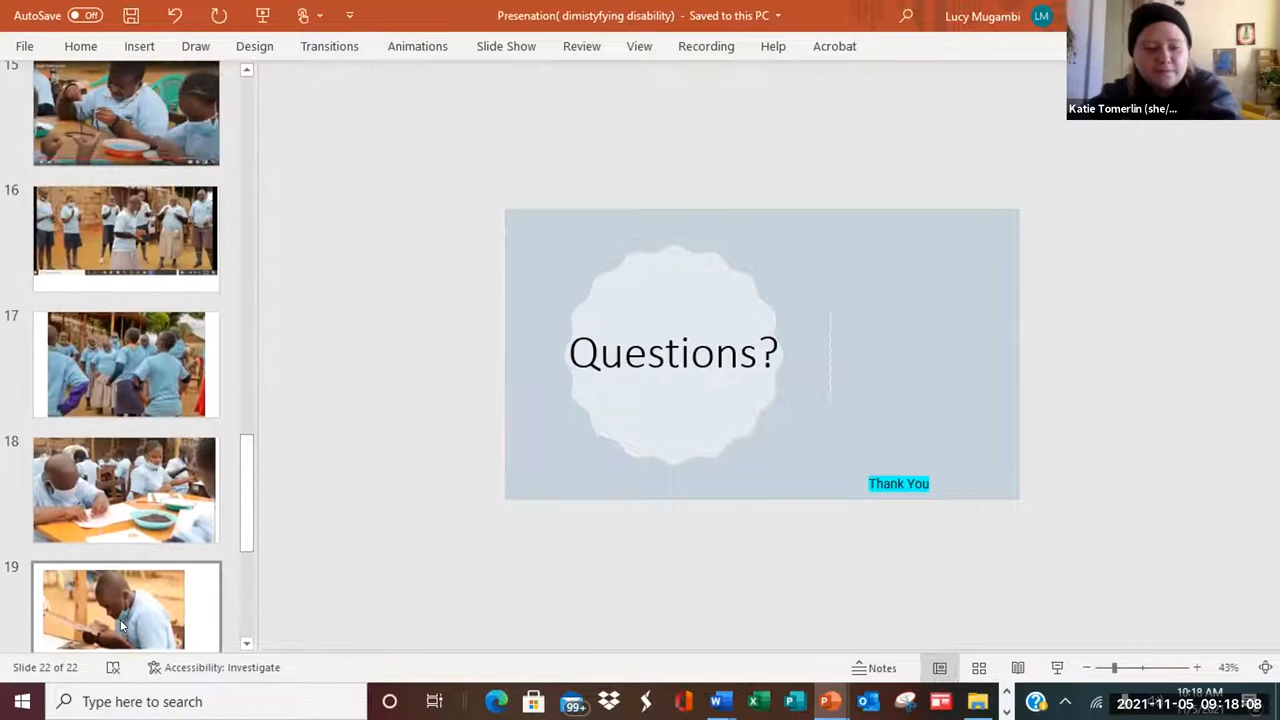 AutoSave Off Presenation( dimistyfying disability) - Saved to this PC Lucy Mugambi LM
File Home Insert Draw Design Transitions Animations Slide Show Review View Recording Help Acrobat
Katie Tomerlin (she/...
15
16
17
18
19
Questions?
Thank You
Slide 22 of 22 Accessibility: Investigate Notes 43%
Type here to search 99+
10:18 AM
2021-11-05 09:18:08